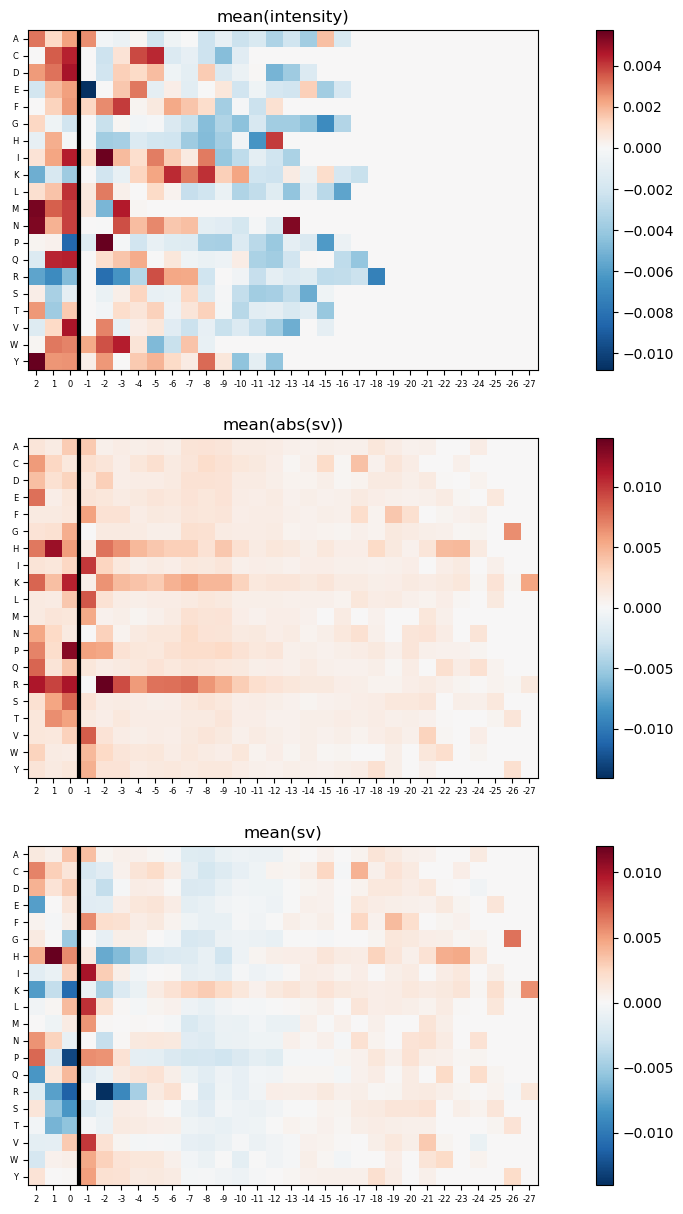 mean(intensity)
A
C
D
E
F
G
H
I
K
L
M
N
P
Q
R
S
T
V
W
Y
2 1 0 -1 -2 -3 -4 -5 -6 -7 -8 -9 -10 -11 -12 -13 -14 -15 -16 -17 -18 -19 -20 -21 -22 -23 -24 -25 -26 -27
0.004
0.002
0.000
−0.002
−0.004
−0.006
−0.008
−0.010
mean(abs(sv))
A
C
D
E
F
G
H
I
K
L
M
N
P
Q
R
S
T
V
W
Y
2 1 0 -1 -2 -3 -4 -5 -6 -7 -8 -9 -10 -11 -12 -13 -14 -15 -16 -17 -18 -19 -20 -21 -22 -23 -24 -25 -26 -27
0.010
0.005
0.000
−0.005
−0.010
mean(sv)
A
C
D
E
F
G
H
I
K
L
M
N
P
Q
R
S
T
V
W
Y
2 1 0 -1 -2 -3 -4 -5 -6 -7 -8 -9 -10 -11 -12 -13 -14 -15 -16 -17 -18 -19 -20 -21 -22 -23 -24 -25 -26 -27
0.010
0.005
0.000
−0.005
−0.010